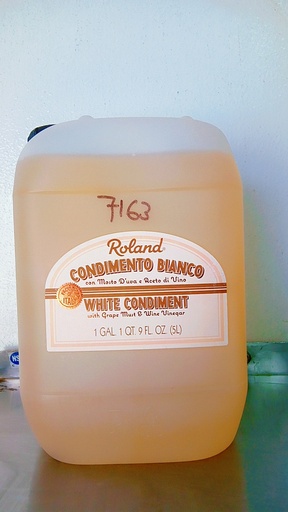 7163
Roland
CONDIMENTO BIANCO
con Mosto D'uva e Aceto di Vino
WHITE CONDIMENT
with Grape Must & Wine Vinegar
1 GAL. 1 QT. 9 FL. OZ. (5L)